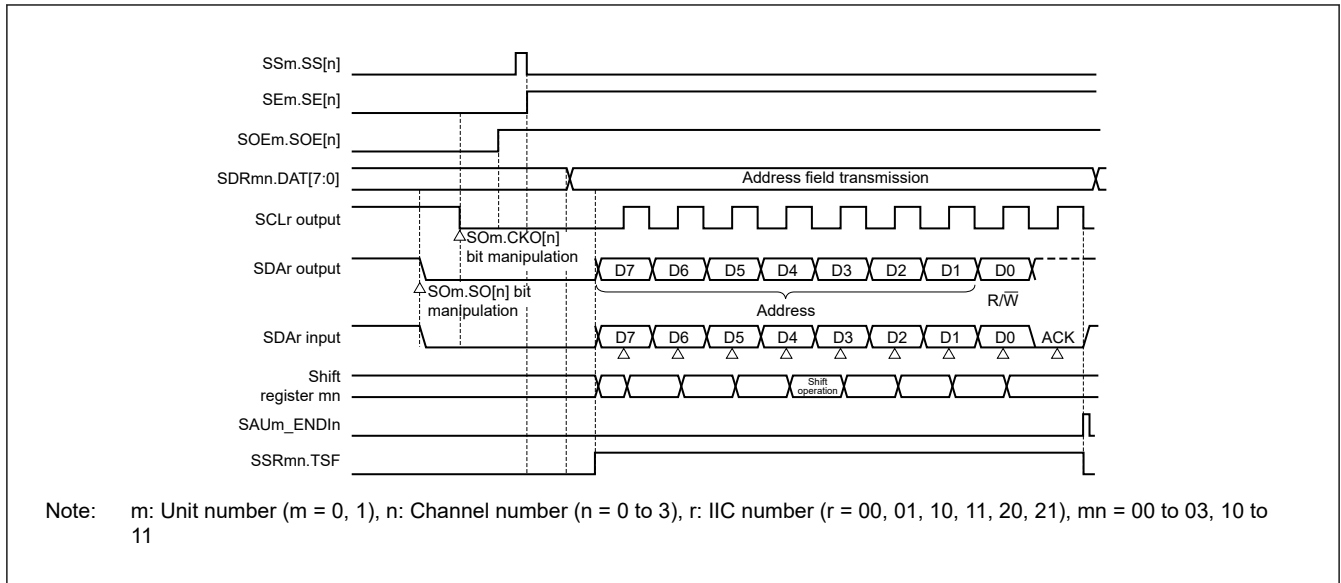 SSm.SS[n]
SEm.SE[n]
SOEm.SOE[n]
SDRmn.DAT[7:0]
Address field transmission
SCLr output
SOm.CKO[n]
bit manipulation
SDAr output
D7 D6 D5 D4 D3 D2 D1 D0
SOm.SO[n] bit
manipulation
Address
R/W̅
SDAr input
D7 D6 D5 D4 D3 D2 D1 D0 ACK
Shift
register mn
Shift
operation
SAUm_ENDIn
SSRmn.TSF
Note: m: Unit number (m = 0, 1), n: Channel number (n = 0 to 3), r: IIC number (r = 00, 01, 10, 11, 20, 21), mn = 00 to 03, 10 to
11